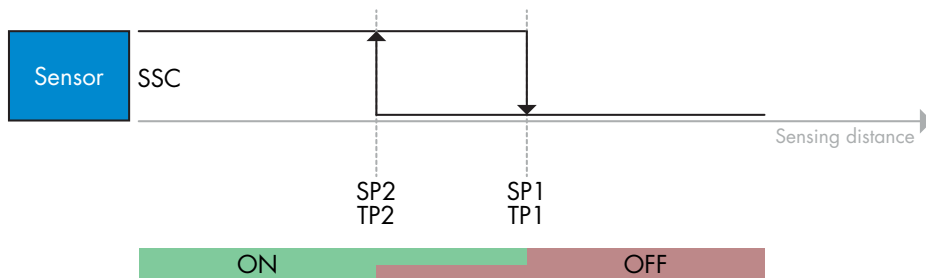 Sensor
SSC
Sensing distance
SP2
TP2
SP1
TP1
ON
OFF